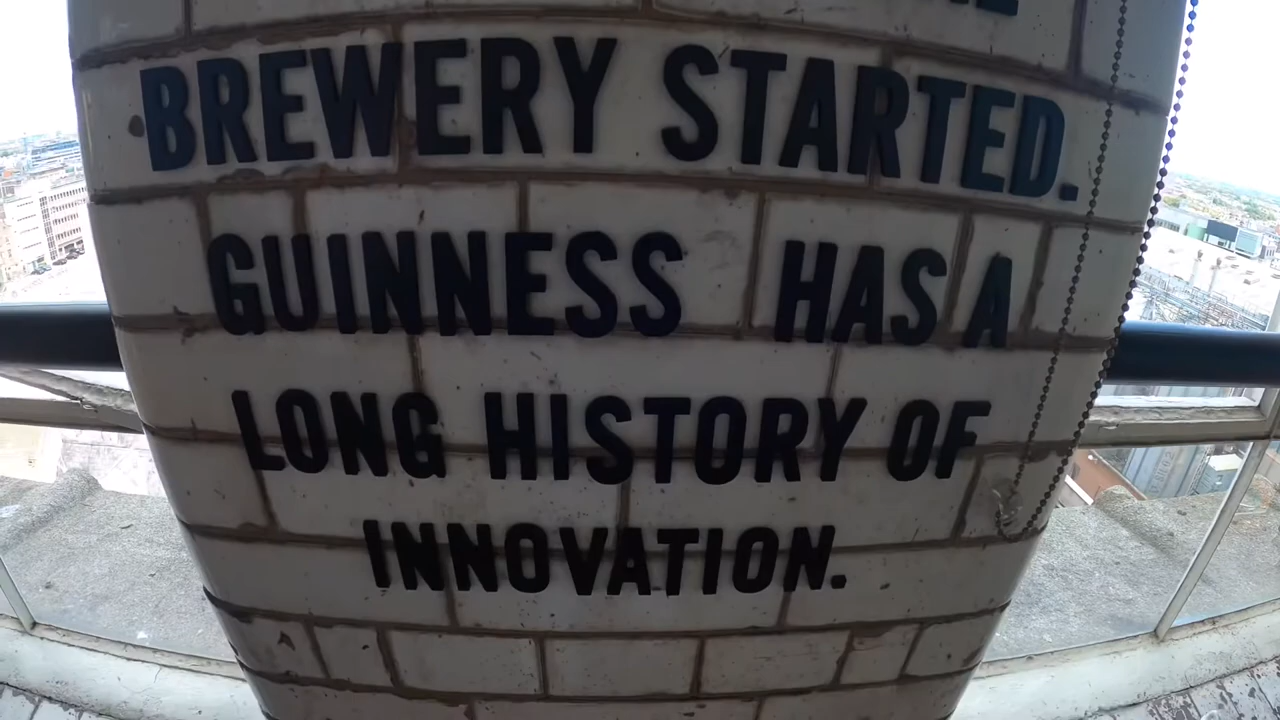 BREWERY STARTED.
GUINNESS HAS A
LONG HISTORY OF
INNOVATION.